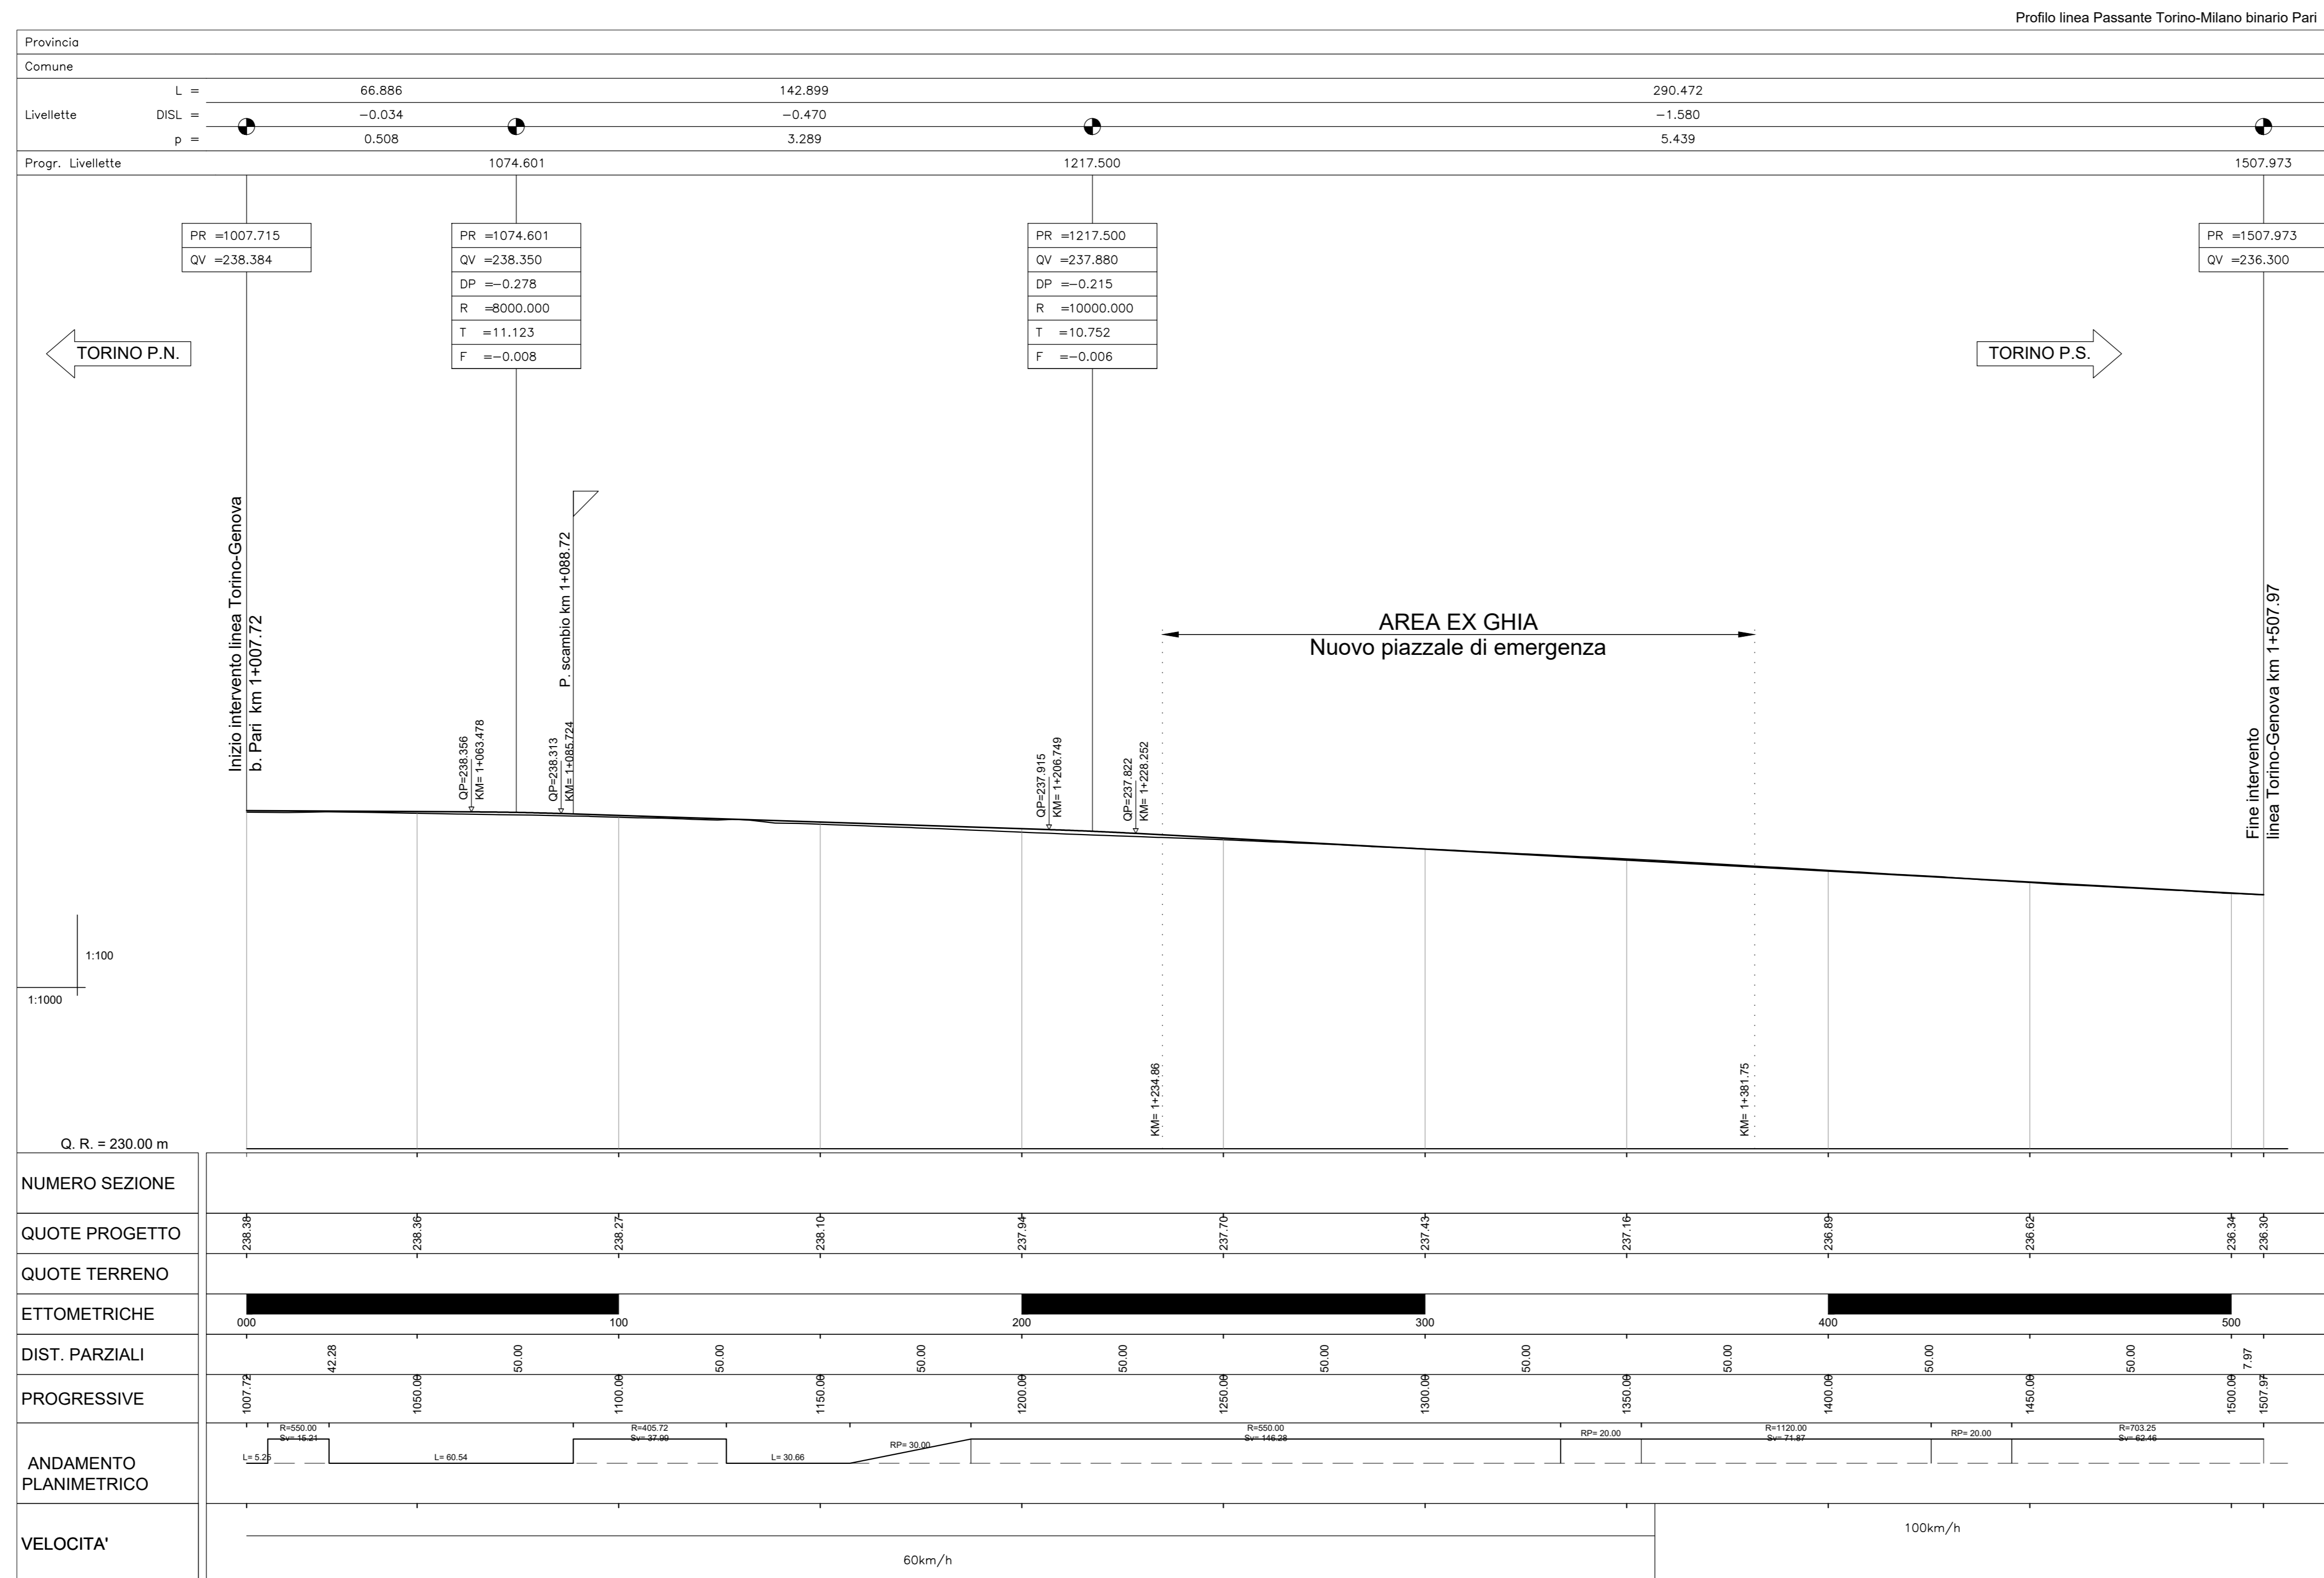 Profilo linea Passante Torino-Milano binario Pari
Provincia
Comune
L = 66.886 142.899 290.472
Livellette DISL = −0.034 −0.470 −1.580
p = 0.508 3.289 5.439
Progr. Livellette 1074.601 1217.500 1507.973
PR =1007.715
QV =238.384
PR =1074.601
QV =238.350
DP =−0.278
R =8000.000
T =11.123
F =−0.008
PR =1217.500
QV =237.880
DP =−0.215
R =10000.000
T =10.752
F =−0.006
PR =1507.973
QV =236.300
TORINO P.N.
TORINO P.S.
Inizio intervento linea Torino-Genova
b. Pari km 1+007.72
QP=238.356
KM= 1+063.478
P. scambio km 1+088.72
QP=238.313
KM= 1+085.724
QP=237.915
KM= 1+206.749
QP=237.822
KM= 1+228.252
AREA EX GHIA
Nuovo piazzale di emergenza
Fine intervento
linea Torino-Genova km 1+507.97
KM= 1+234.86
KM= 1+381.75
1:100
1:1000
Q. R. = 230.00 m
NUMERO SEZIONE
QUOTE PROGETTO 238.38 238.36 238.27 238.10 237.94 237.70 237.43 237.16 236.89 236.62 236.34 236.30
QUOTE TERRENO
ETTOMETRICHE 000 100 200 300 400 500
DIST. PARZIALI 42.28 50.00 50.00 50.00 50.00 50.00 50.00 50.00 50.00 50.00 7.97
PROGRESSIVE 1007.72 1050.00 1100.00 1150.00 1200.00 1250.00 1300.00 1350.00 1400.00 1450.00 1500.00 1507.97
ANDAMENTO
PLANIMETRICO
L= 5.25
R=550.00
Sv= 15.21
L= 60.54
R=405.72
Sv= 37.99
L= 30.66
RP= 30.00
R=550.00
Sv= 146.28
RP= 20.00
R=1120.00
Sv= 71.87
RP= 20.00
R=703.25
Sv= 62.46
VELOCITA'
60km/h
100km/h